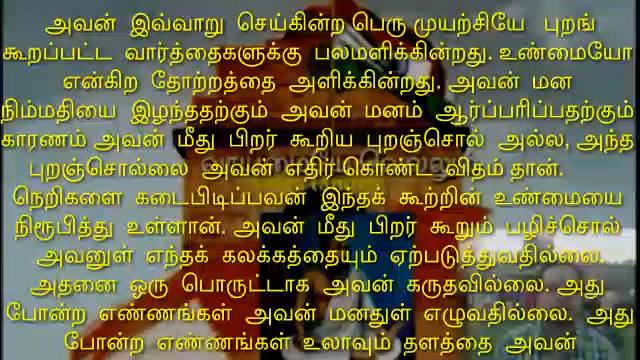 அவன் இவ்வாறு செய்கின்ற பெரு முயற்சியே புறங்
கூறப்பட்ட வார்த்தைகளுக்கு பலமளிக்கின்றது. உண்மையோ
என்கிற தோற்றத்தை அளிக்கின்றது. அவன் மன
நிம்மதியை இழந்ததற்கும் அவன் மனம் ஆர்ப்பரிப்பதற்கும்
காரணம் அவன் மீது பிறர் கூறிய புறஞ்சொல் அல்ல, அந்த
புறஞ்சொல்லை அவன் எதிர் கொண்ட விதம் தான்.
நெறிகளை கடைபிடிப்பவன் இந்தக் கூற்றின் உண்மையை
நிரூபித்து உள்ளான். அவன் மீது பிறர் கூறும் பழிச்சொல்
அவனுள் எந்தக் கலக்கத்தையும் ஏற்படுத்துவதில்லை.
அதனை ஒரு பொருட்டாக அவன் கருதவில்லை. அது
போன்ற எண்ணங்கள் அவன் மனதுள் எழுவதில்லை. அது
போன்ற எண்ணங்கள் உலாவும் தளத்தை அவன்